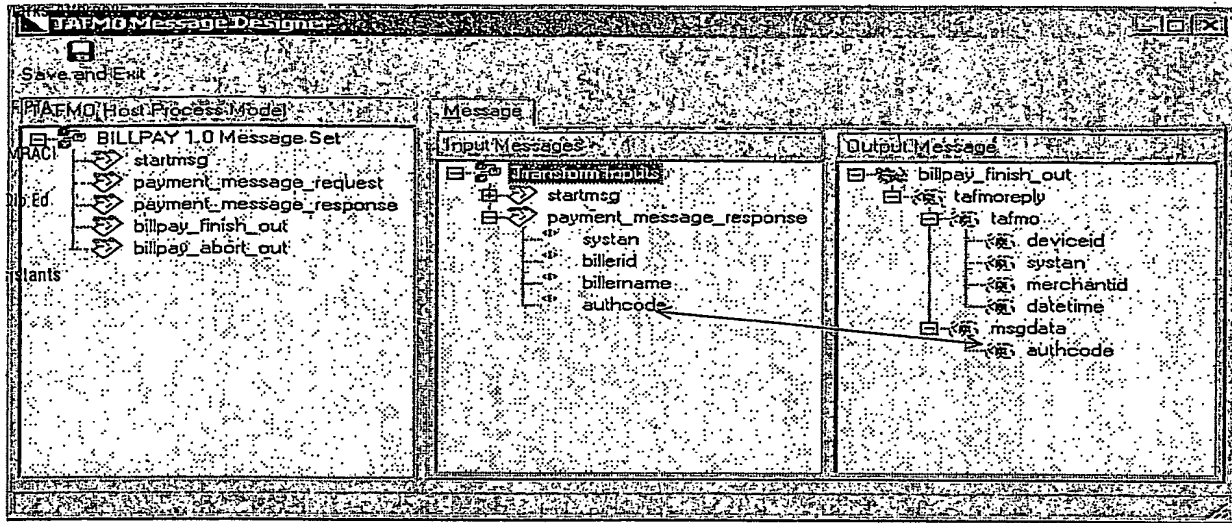 TAFMO Message Designer
Save and Exit
TAFMO (Host Process Model)
BILLPAY 1.0 Message Set
startmsg
payment_message_request
payment_message_response
billpay_finish_out
billpay_abort_out
Message
Input Messages
Transform Inputs
startmsg
payment_message_response
systan
billerid
billername
authcode
Output Message
billpay_finish_out
tafmoreply
tafmo
deviceid
systan
merchantid
datetime
msgdata
authcode